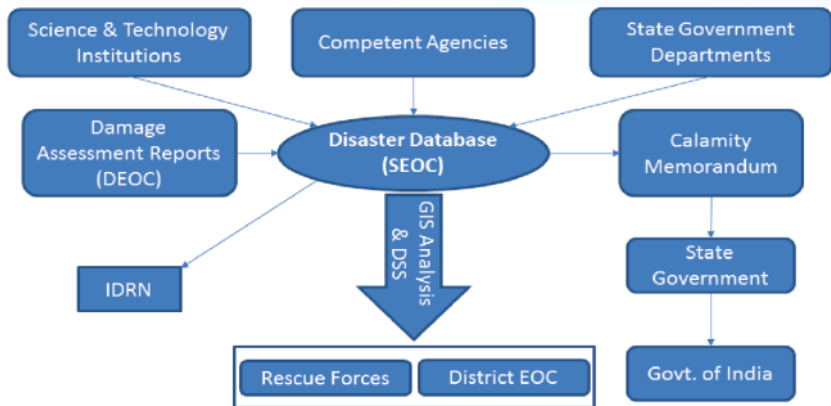 Science & Technology
Institutions
Competent Agencies
State Government
Departments
Damage
Assessment Reports
(DEOC)
Disaster Database
(SEOC)
Calamity
Memorandum
GIS Analysis
& DSS
IDRN
State
Government
Rescue Forces
District EOC
Govt. of India